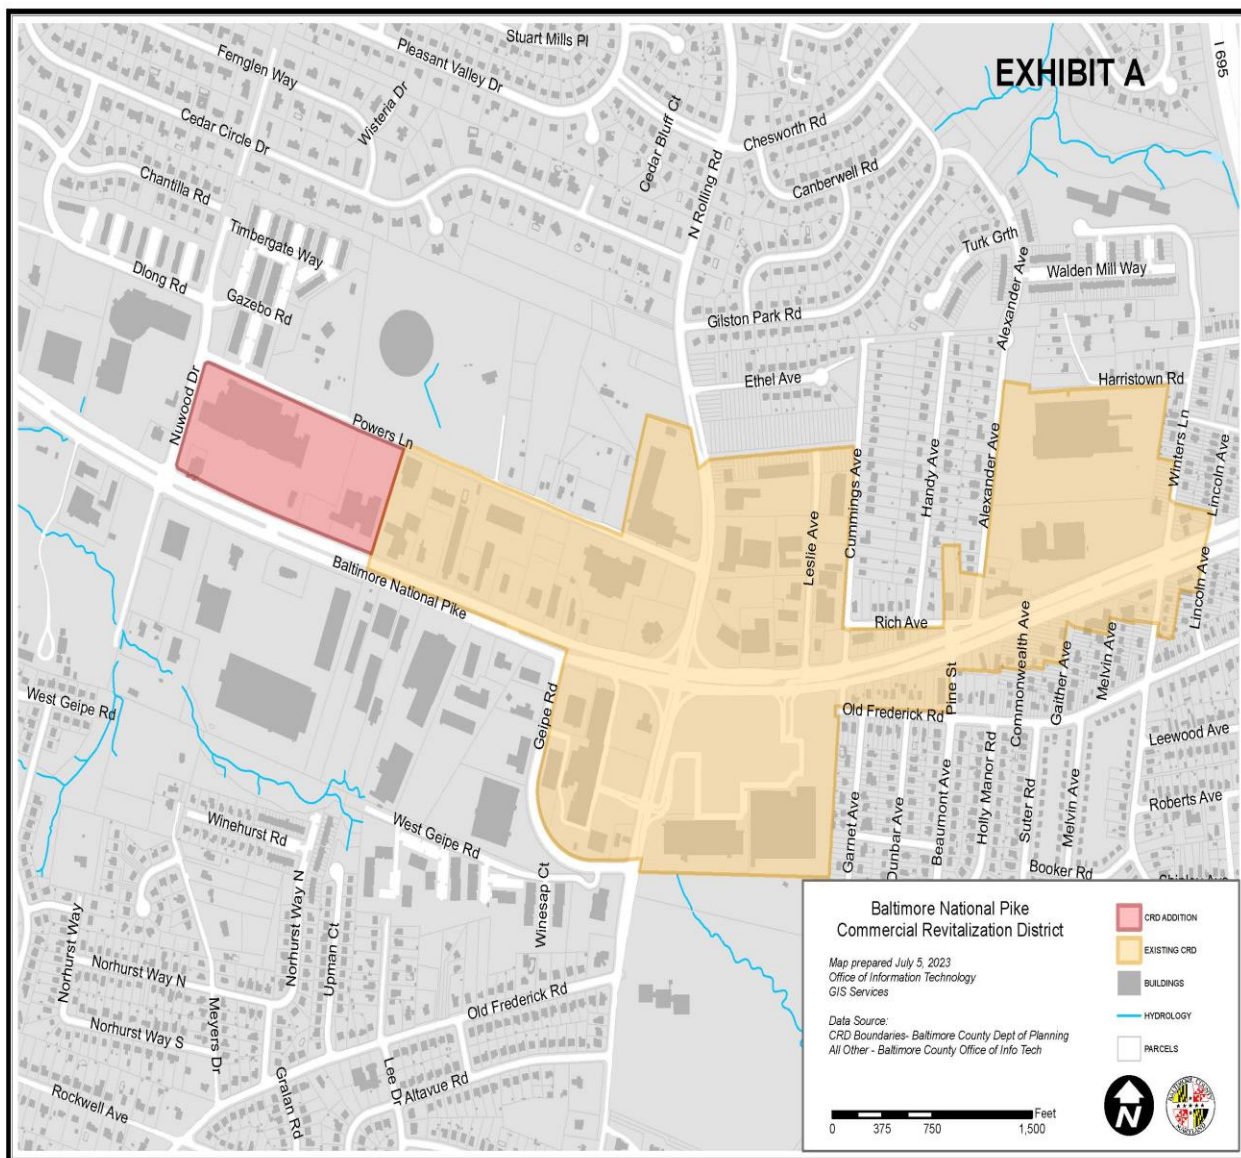 Stuart Mills Pl
Pleasant Valley Dr
Fernglen Way
I 695
EXHIBIT A
Wisteria Dr
Cedar Circle Dr
Cedar Bluff Ct
Chesworth Rd
Canberwell Rd
Chantilla Rd
N Rolling Rd
Timbergate Way
Turk Grth
Walden Mill Way
Dlong Rd
Gazebo Rd
Alexander Ave
Gilston Park Rd
Nuwood Dr
Ethel Ave
Harristown Rd
Powers Ln
Winters Ln
Lincoln Ave
Cummings Ave
Handy Ave
Alexander Ave
Leslie Ave
Baltimore National Pike
Lincoln Ave
Rich Ave
Commonwealth Ave
Gaither Ave
Melvin Ave
Pine St
West Geipe Rd
Geipe Rd
Old Frederick Rd
Leewood Ave
Holly Manor Rd
Suter Rd
Melvin Ave
Roberts Ave
Garnet Ave
Dunbar Ave
Beaumont Ave
Winehurst Rd
West Geipe Rd
Booker Rd
Winesap Ct
Norhurst Way
Norhurst Way N
Norhurst Way N
Upman Ct
Meyers Dr
Norhurst Way S
Old Frederick Rd
Lee Dr
Altavue Rd
Gralan Rd
Rockwell Ave
Baltimore National Pike
Commercial Revitalization District
Map prepared July 5, 2023
Office of Information Technology
GIS Services
Data Source:
CRD Boundaries- Baltimore County Dept of Planning
All Other - Baltimore County Office of Info Tech
CRD ADDITION
EXISTING CRD
BUILDINGS
HYDROLOGY
PARCELS
Feet
0 375 750 1,500
N
BALTIMORE COUNTY
MARYLAND